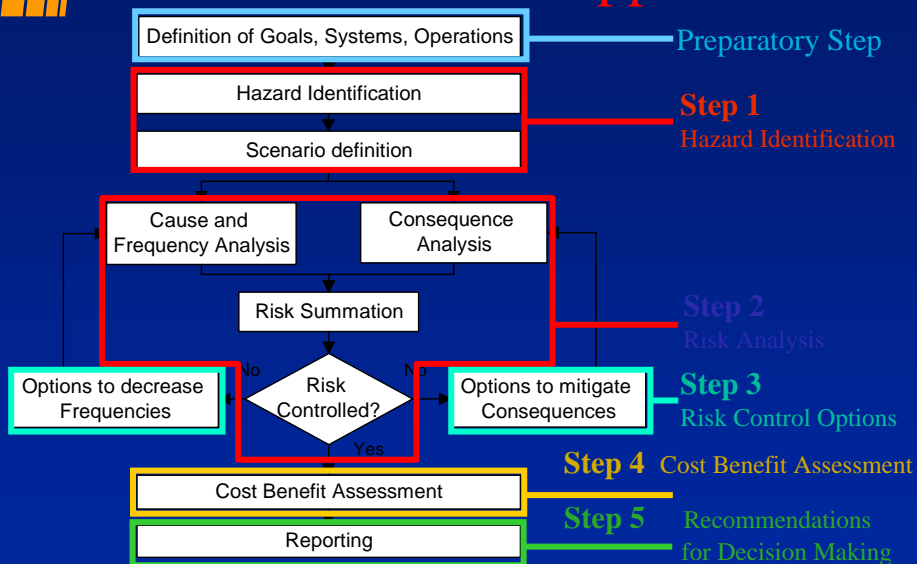 Definition of Goals, Systems, Operations
Preparatory Step
Hazard Identification
Scenario definition
Step 1
Hazard Identification
Cause and
Frequency Analysis
Consequence
Analysis
Risk Summation
Step 2
Risk Analysis
No
No
Options to decrease
Frequencies
Risk
Controlled?
Options to mitigate
Consequences
Step 3
Risk Control Options
Yes
Step 4 Cost Benefit Assessment
Cost Benefit Assessment
Step 5 Recommendations
for Decision Making
Reporting